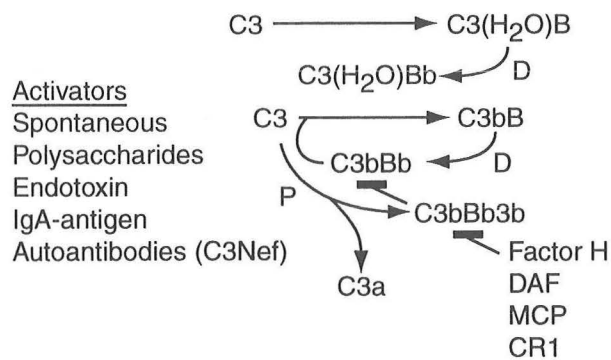 C3 C3(H₂O)B
C3(H₂O)Bb D
Activators
Spontaneous C3 C3bB
Polysaccharides C3bBb D
Endotoxin
IgA-antigen P C3bBb3b
Autoantibodies (C3Nef) Factor H
C3a DAF
MCP
CR1